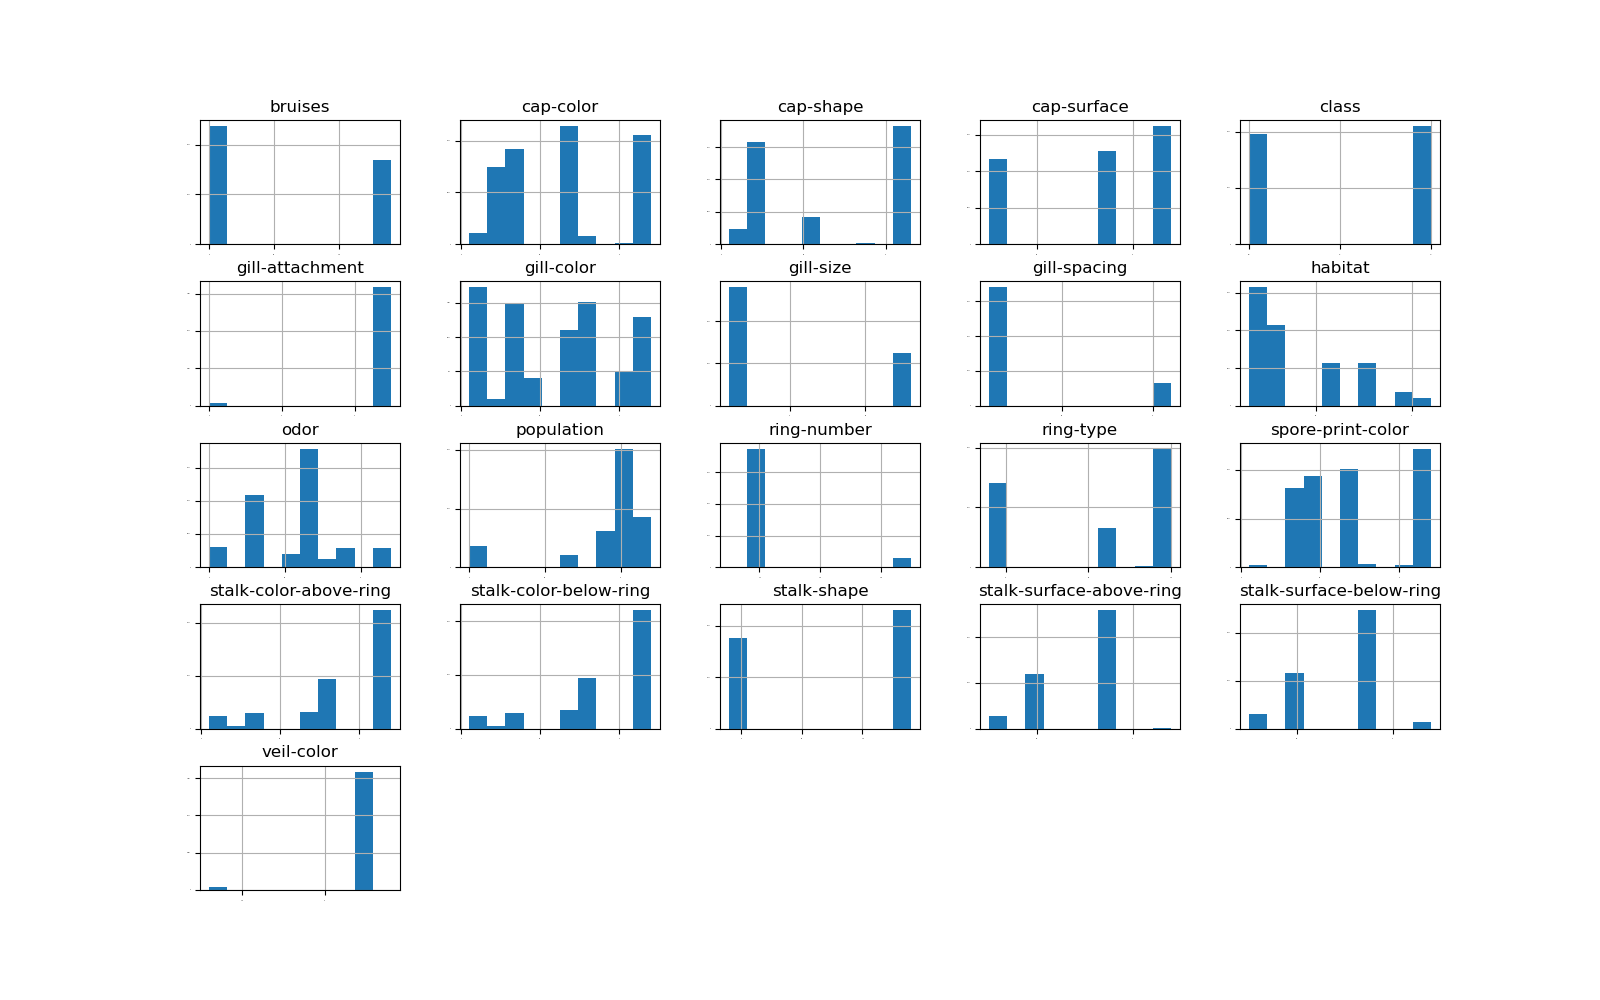 bruises
cap-color
cap-shape
cap-surface
class
gill-attachment
gill-color
gill-size
gill-spacing
habitat
odor
population
ring-number
ring-type
spore-print-color
stalk-color-above-ring
stalk-color-below-ring
stalk-shape
stalk-surface-above-ring
stalk-surface-below-ring
veil-color